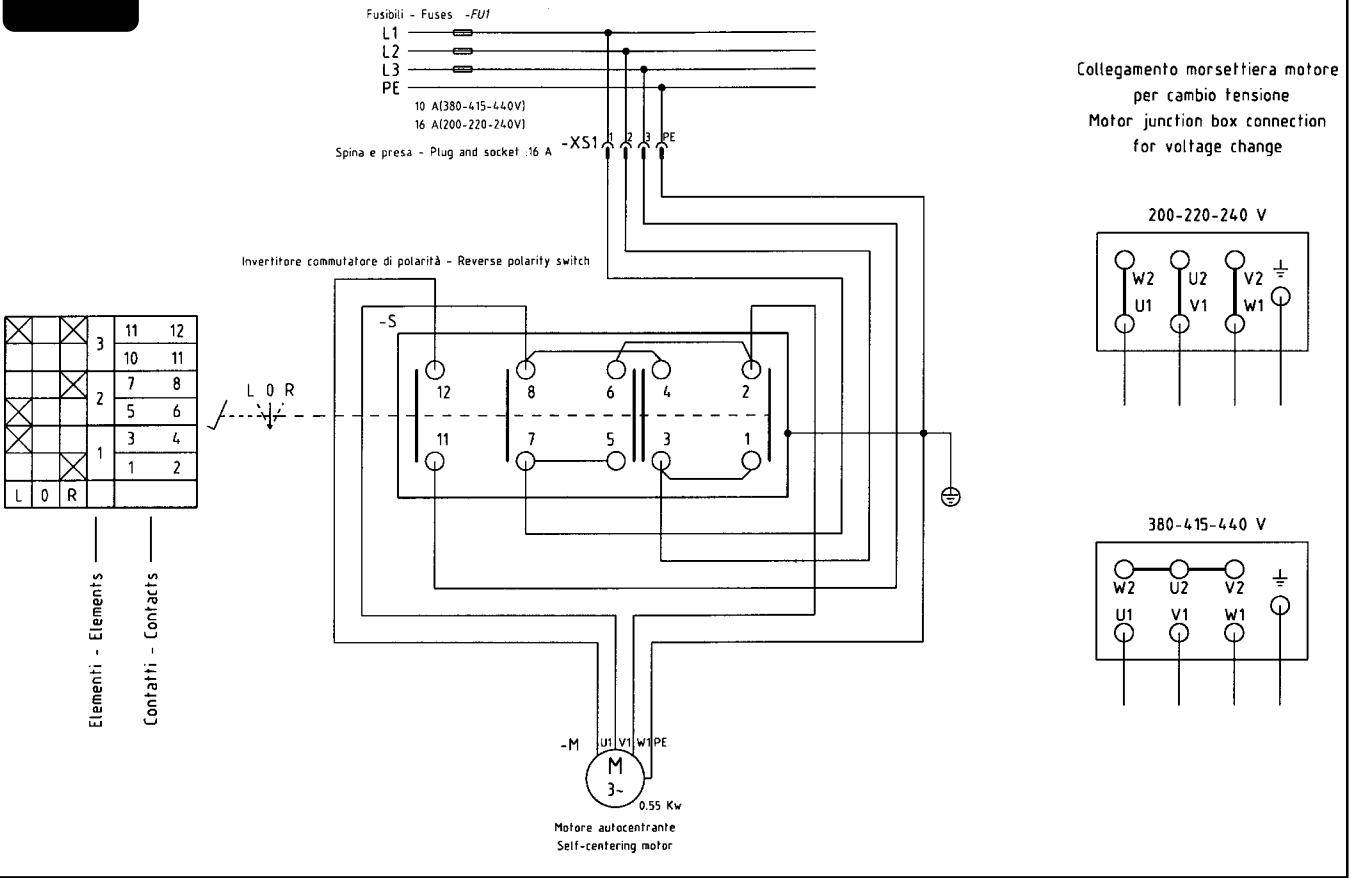 Fusibili - Fuses -FU1
L1
L2
L3
PE
10 A(380-415-440V)
16 A(200-220-240V)
Spina e presa - Plug and socket :16 A
-XS1 1 2 3 PE
Invertitore commutatore di polarità - Reverse polarity switch
-S
12 8 6 4 2
11 7 5 3 1
L 0 R
3 11 12
10 11
2 7 8
5 6
1 3 4
1 2
L 0 R
Elementi - Elements
Contatti - Contacts
-M U1 V1 W1 PE
M
3~
0.55 Kw
Motore autocentrante
Self-centering motor
Collegamento morsettiera motore
per cambio tensione
Motor junction box connection
for voltage change
200-220-240 V
W2 U2 V2
U1 V1 W1
380-415-440 V
W2 U2 V2
U1 V1 W1